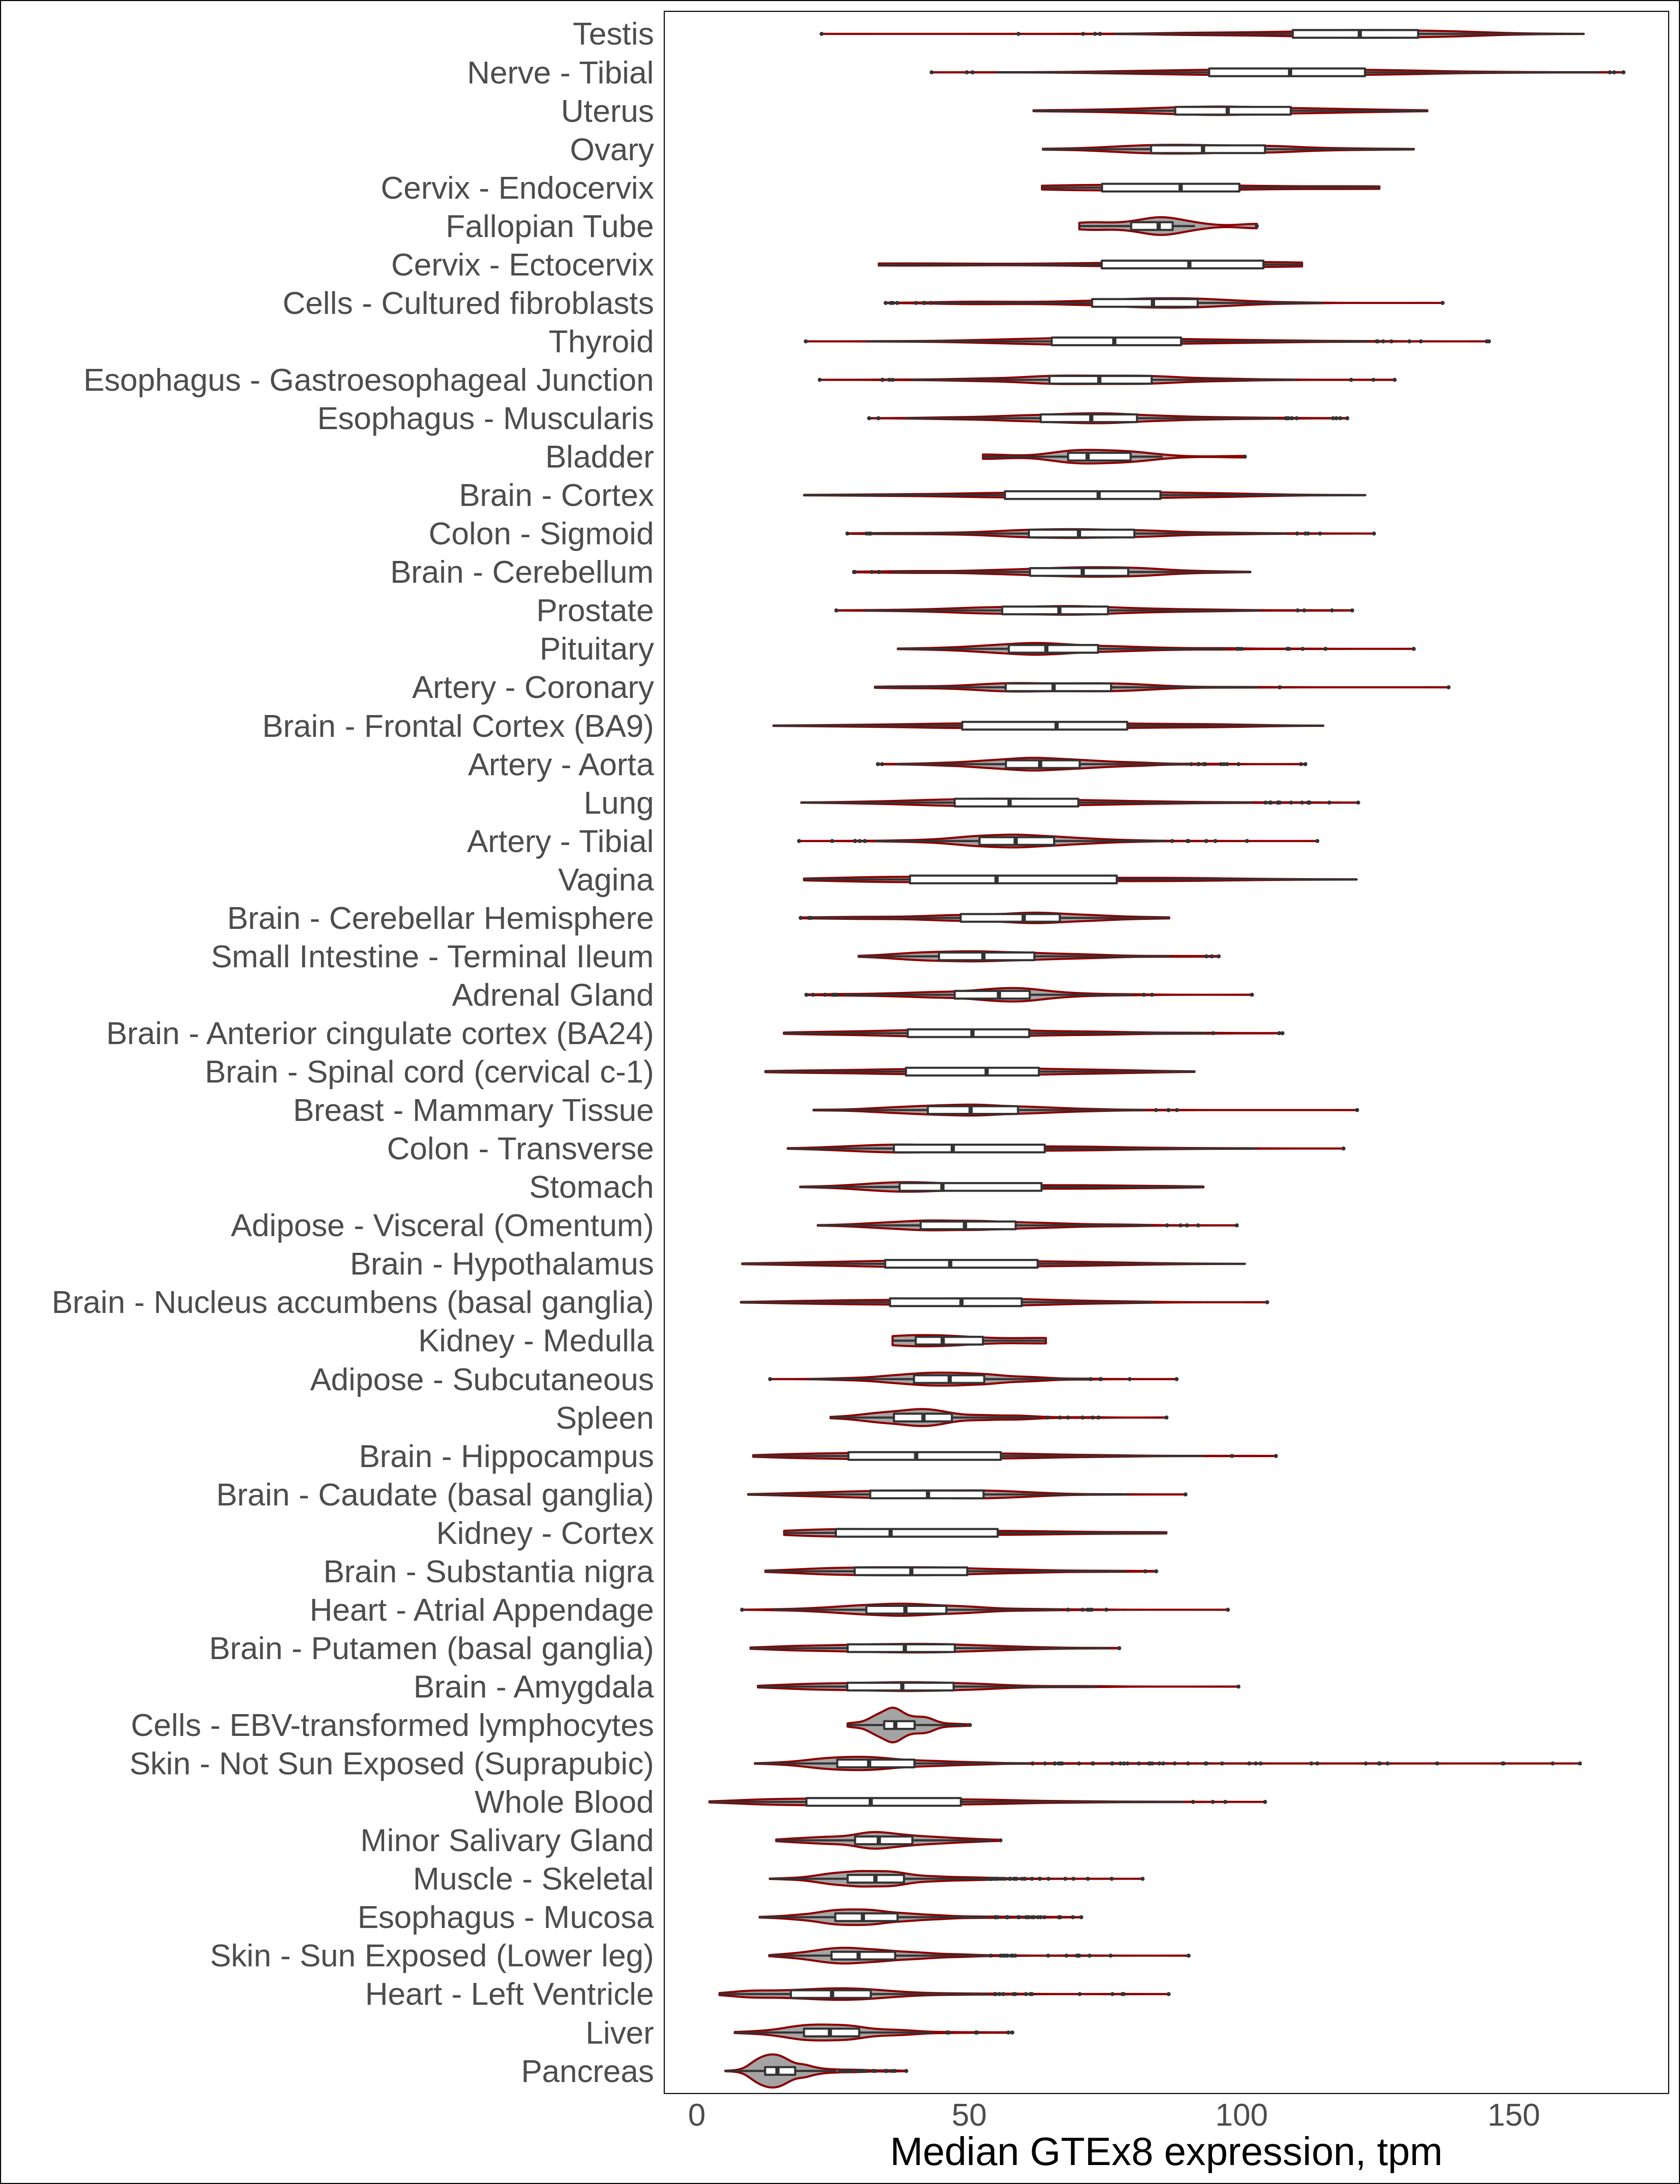 Testis
Nerve - Tibial
Uterus
Ovary
Cervix - Endocervix
Fallopian Tube
Cervix - Ectocervix
Cells - Cultured fibroblasts
Thyroid
Esophagus - Gastroesophageal Junction
Esophagus - Muscularis
Bladder
Brain - Cortex
Colon - Sigmoid
Brain - Cerebellum
Prostate
Pituitary
Artery - Coronary
Brain - Frontal Cortex (BA9)
Artery - Aorta
Lung
Artery - Tibial
Vagina
Brain - Cerebellar Hemisphere
Small Intestine - Terminal Ileum
Adrenal Gland
Brain - Anterior cingulate cortex (BA24)
Brain - Spinal cord (cervical c-1)
Breast - Mammary Tissue
Colon - Transverse
Stomach
Adipose - Visceral (Omentum)
Brain - Hypothalamus
Brain - Nucleus accumbens (basal ganglia)
Kidney - Medulla
Adipose - Subcutaneous
Spleen
Brain - Hippocampus
Brain - Caudate (basal ganglia)
Kidney - Cortex
Brain - Substantia nigra
Heart - Atrial Appendage
Brain - Putamen (basal ganglia)
Brain - Amygdala
Cells - EBV-transformed lymphocytes
Skin - Not Sun Exposed (Suprapubic)
Whole Blood
Minor Salivary Gland
Muscle - Skeletal
Esophagus - Mucosa
Skin - Sun Exposed (Lower leg)
Heart - Left Ventricle
Liver
Pancreas
0 50 100 150
Median GTEx8 expression, tpm